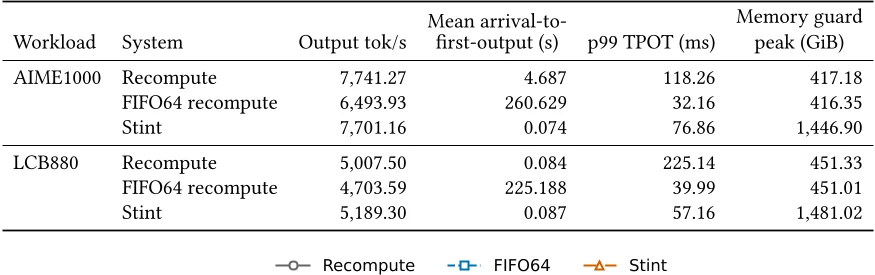 Workload System Output tok/s Mean arrival-to-first-output (s) p99 TPOT (ms) Memory guard peak (GiB)
AIME1000 Recompute 7,741.27 4.687 118.26 417.18
FIFO64 recompute 6,493.93 260.629 32.16 416.35
Stint 7,701.16 0.074 76.86 1,446.90
LCB880 Recompute 5,007.50 0.084 225.14 451.33
FIFO64 recompute 4,703.59 225.188 39.99 451.01
Stint 5,189.30 0.087 57.16 1,481.02
Recompute FIFO64 Stint